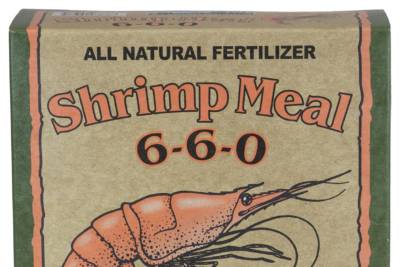 ALL NATURAL FERTILIZER
Shrimp Meal
6-6-0